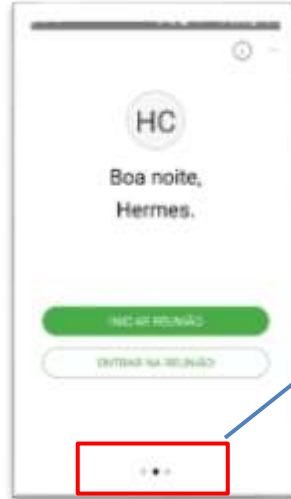 HC
Boa noite,
Hermes.
INICIAR REUNIÃO
ENTRAR NA REUNIÃO